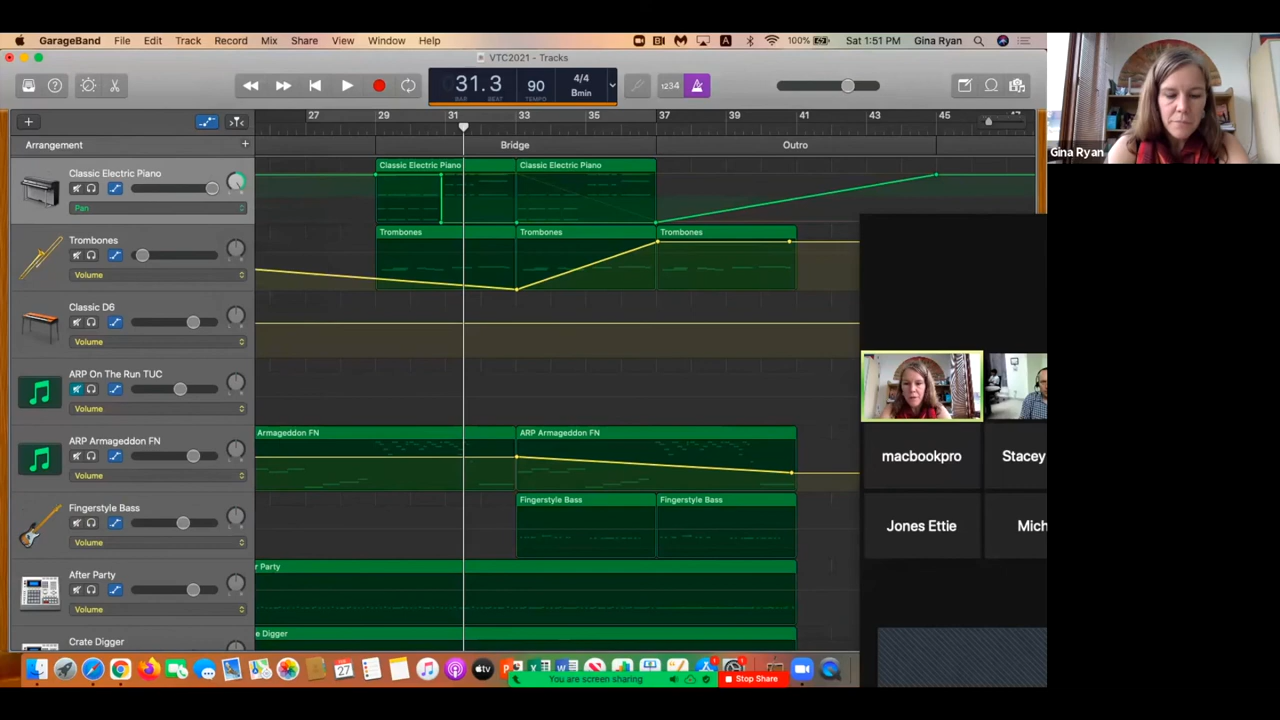 GarageBand File Edit Track Record Mix Share View Window Help
100% Sat 1:51 PM Gina Ryan
VTC2021 - Tracks
31.3 90 4/4
BAR BEAT TEMPO Bmin
1234
27 29 31 33 35 37 39 41 43 45 47
Arrangement Bridge Outro
Gina Ryan
Classic Electric Piano
Pan
Classic Electric Piano Classic Electric Piano
Trombones
Volume
Trombones Trombones Trombones
Classic D6
Volume
ARP On The Run TUC
Volume
ARP Armageddon FN
Volume
Armageddon FN ARP Armageddon FN
macbookpro Stacey
Fingerstyle Bass
Volume
Fingerstyle Bass Fingerstyle Bass
Jones Ettie Mich
After Party
Volume
r Party
Crate Digger
e Digger
You are screen sharing Stop Share